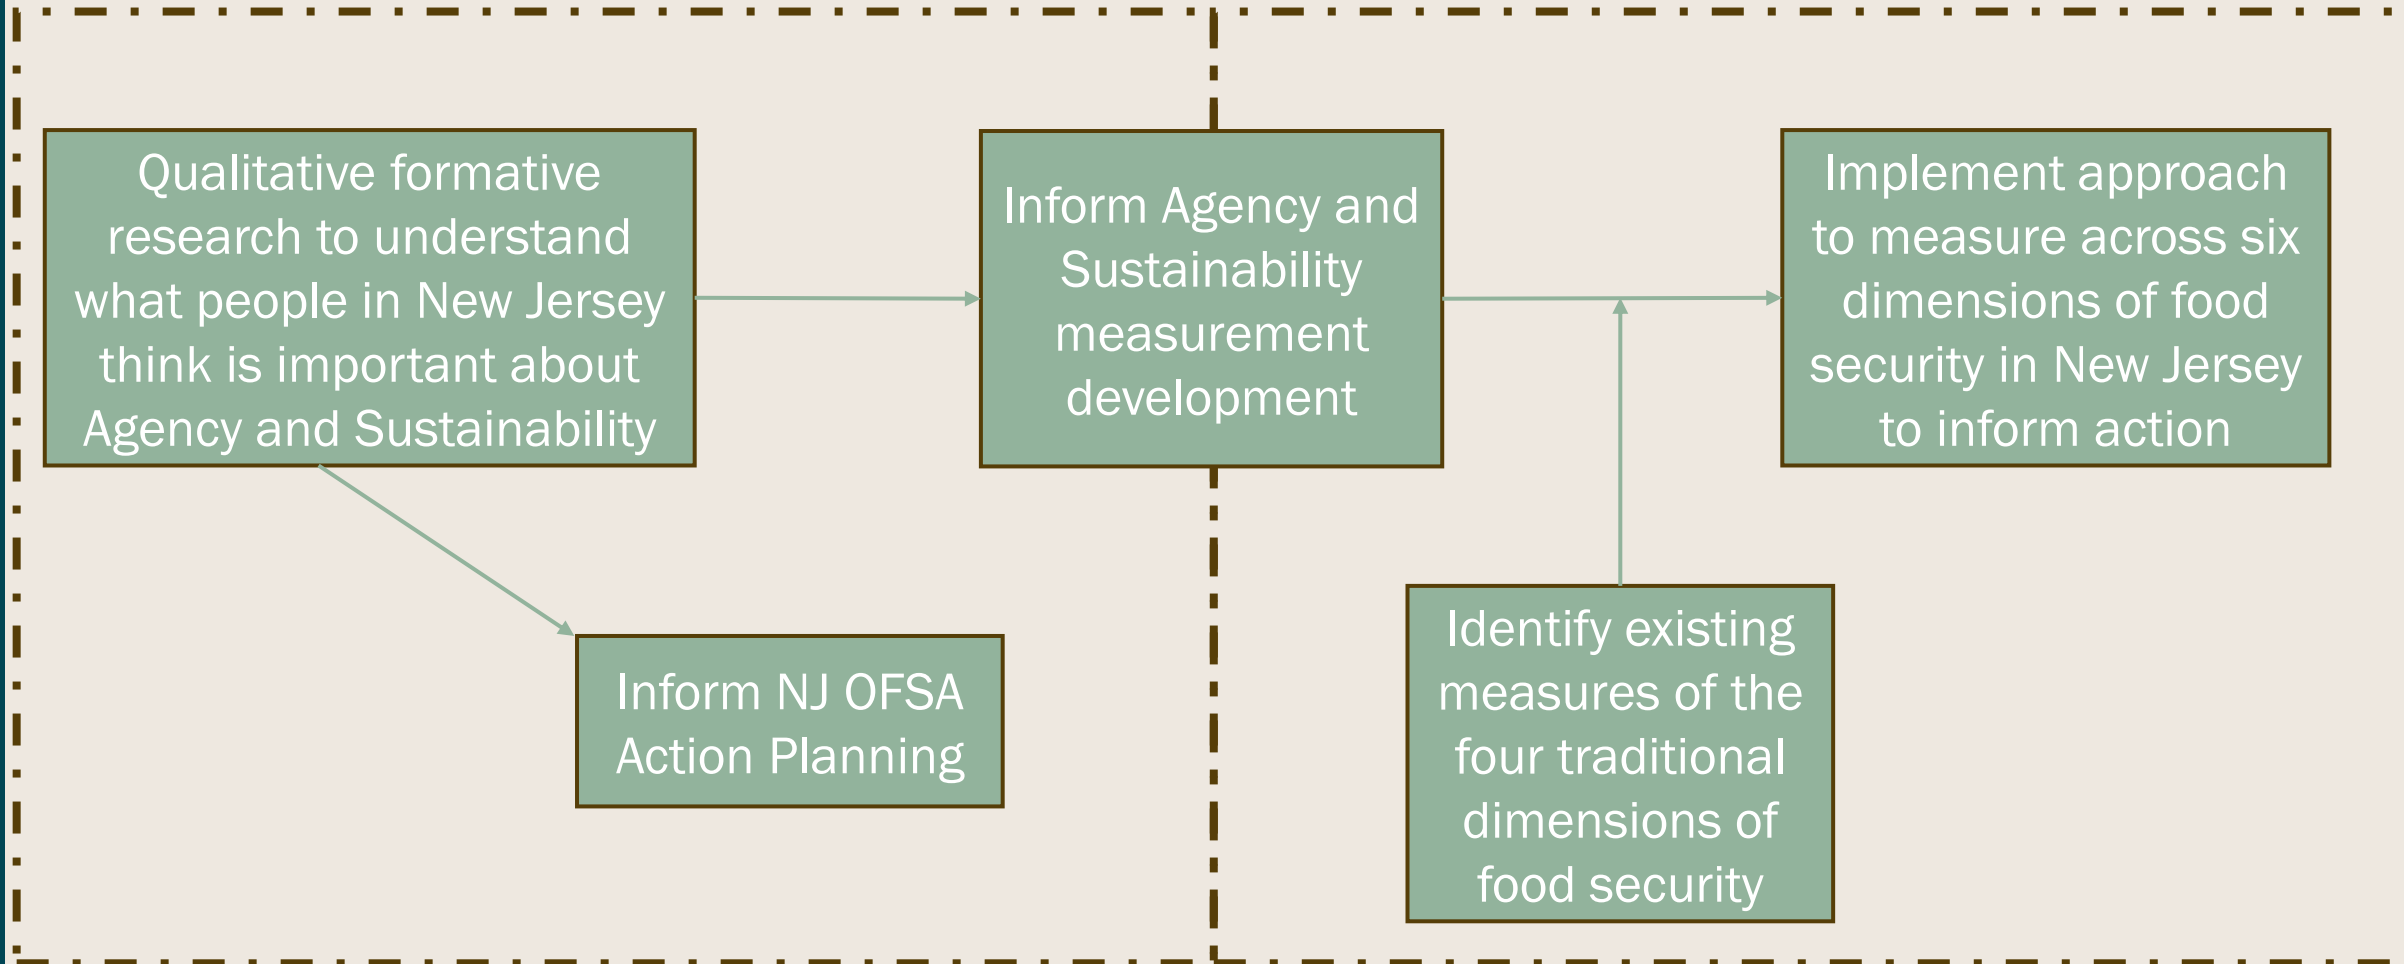 Qualitative formative
research to understand
what people in New Jersey
think is important about
Agency and Sustainability
Inform Agency and
Sustainability
measurement
development
Implement approach
to measure across six
dimensions of food
security in New Jersey
to inform action
Inform NJ OFSA
Action Planning
Identify existing
measures of the
four traditional
dimensions of
food security